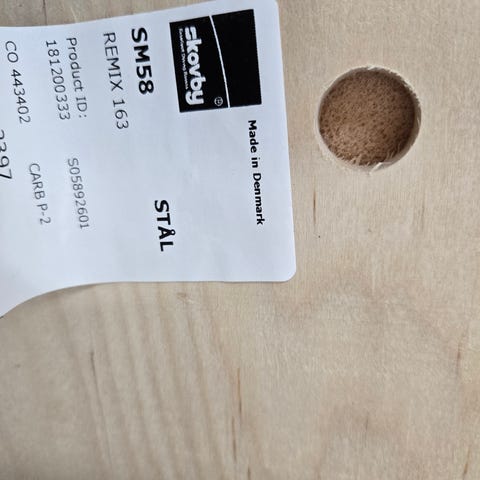 skovby®
Made in Denmark
SM58
REMIX 163
STÅL
Product ID:
181200333
S05892601
CO 443402
CARB P-2